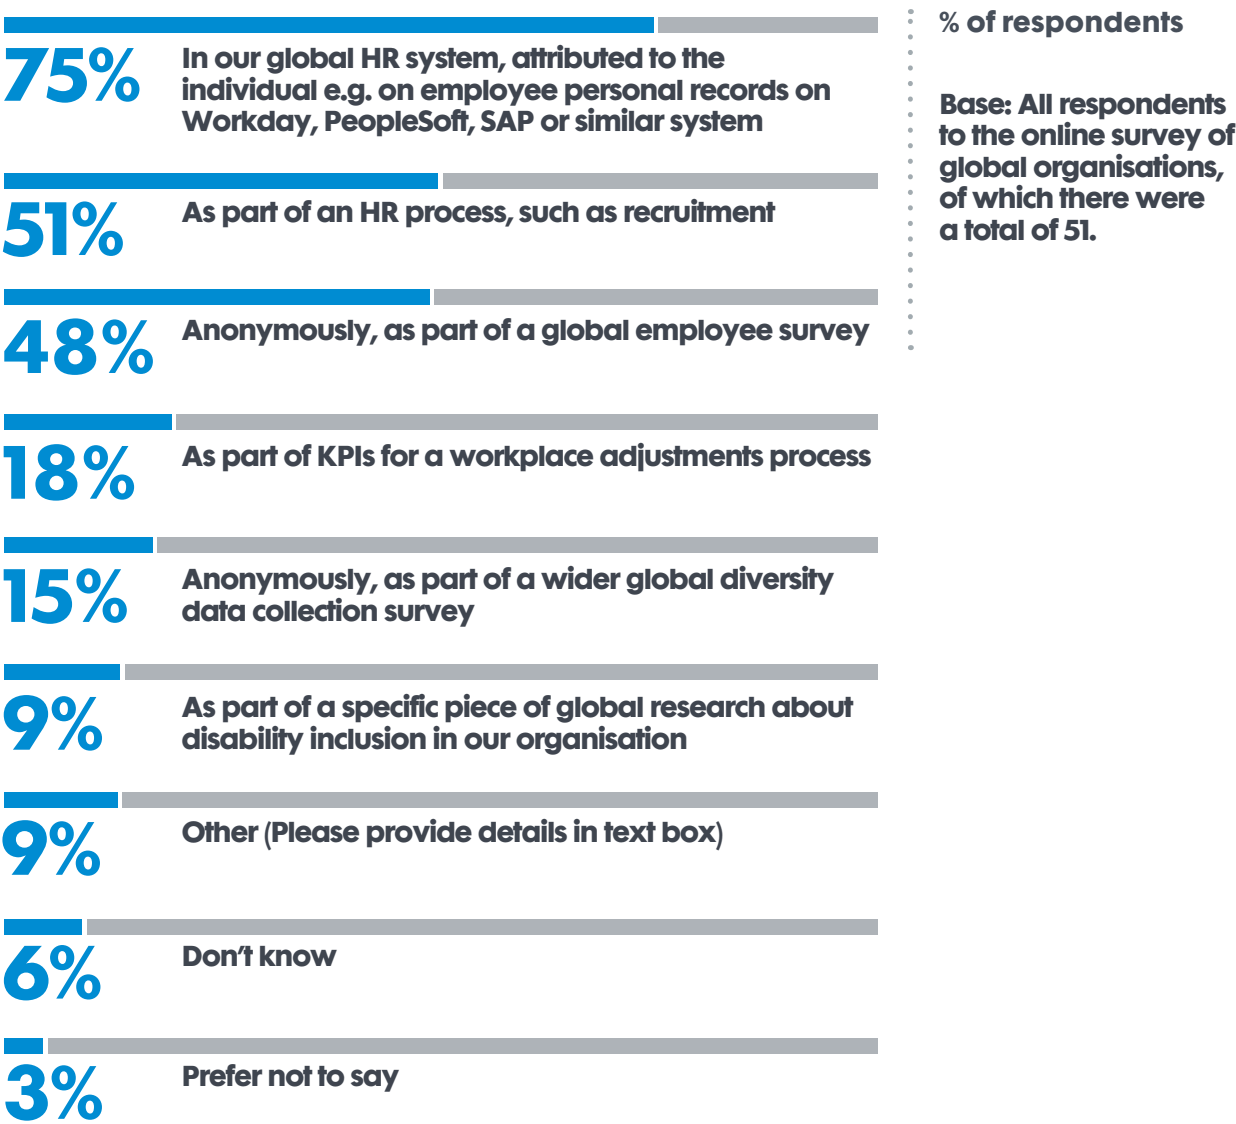 75%
In our global HR system, attributed to the
individual e.g. on employee personal records on
Workday, PeopleSoft, SAP or similar system
51%
As part of an HR process, such as recruitment
48%
Anonymously, as part of a global employee survey
18%
As part of KPIs for a workplace adjustments process
15%
Anonymously, as part of a wider global diversity
data collection survey
9%
As part of a specific piece of global research about
disability inclusion in our organisation
9%
Other (Please provide details in text box)
6%
Don’t know
3%
Prefer not to say
% of respondents
Base: All respondents
to the online survey of
global organisations,
of which there were
a total of 51.